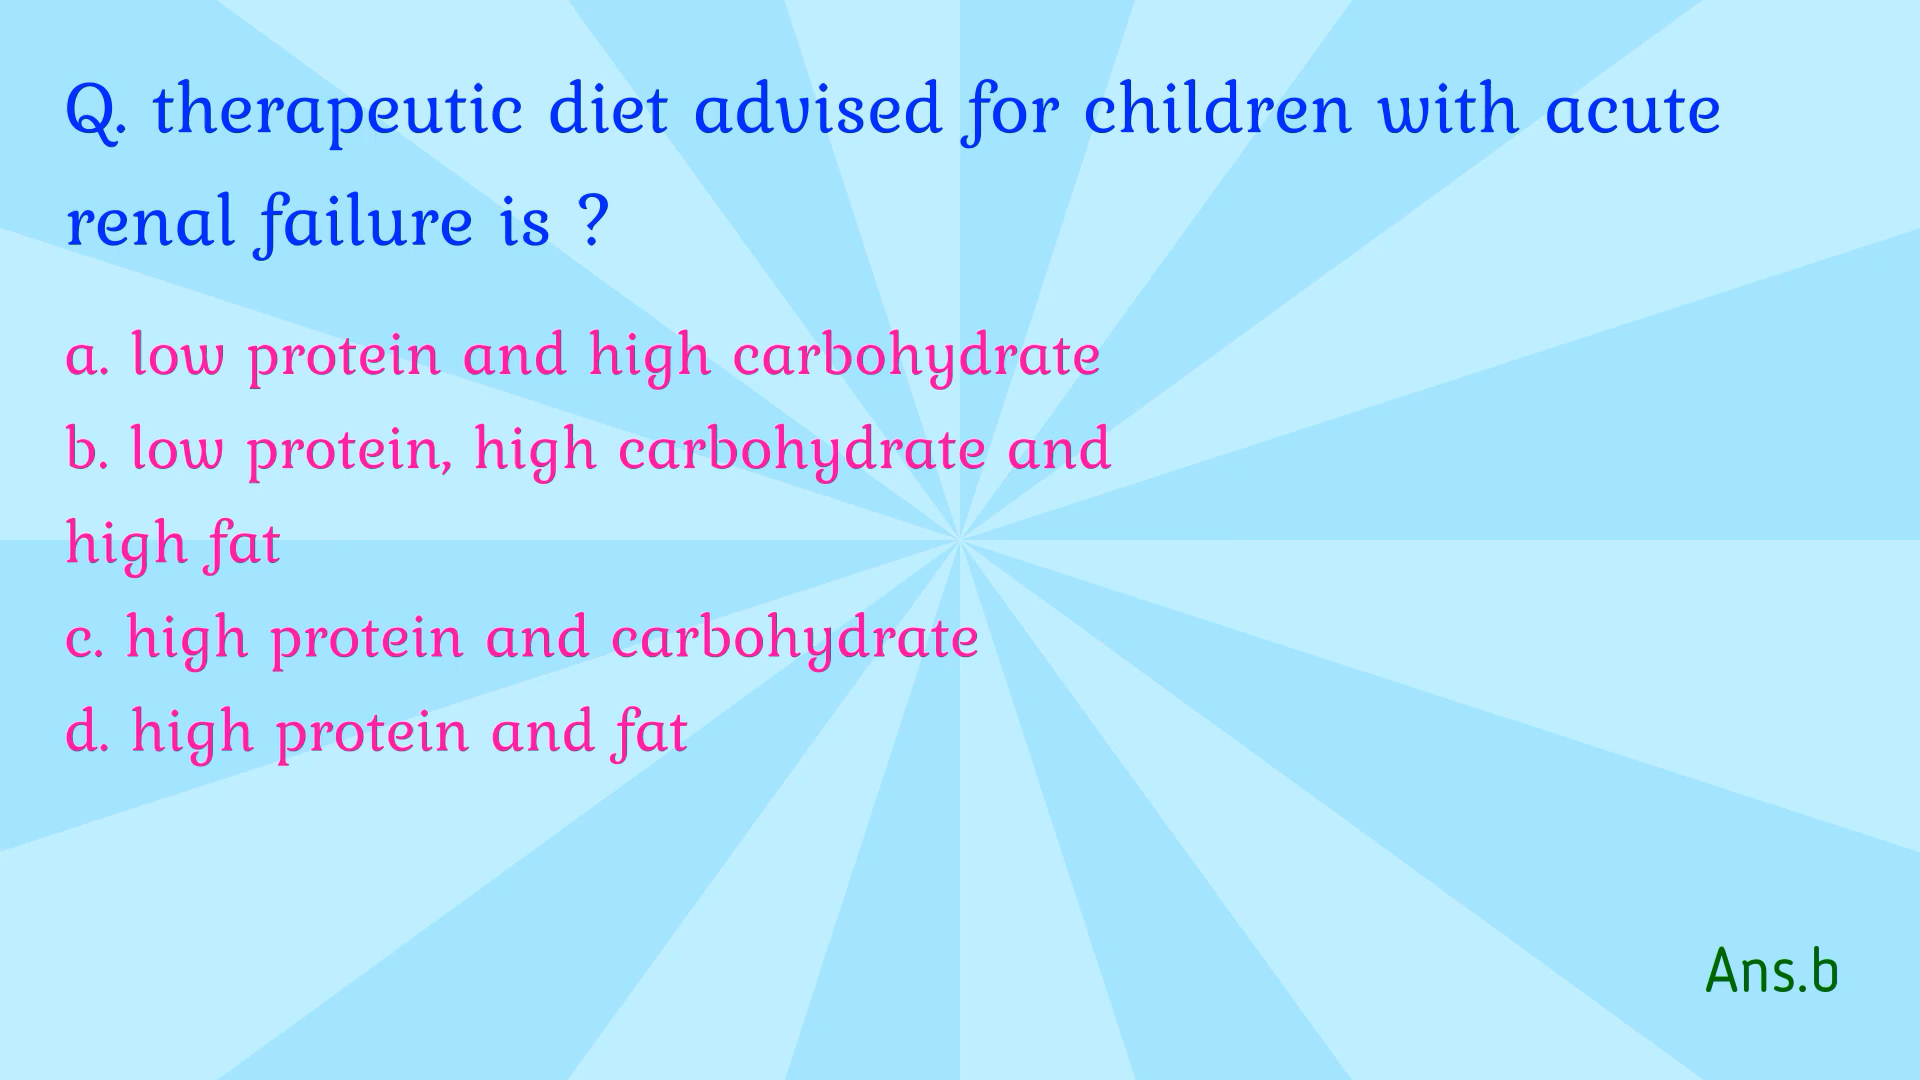 Q. therapeutic diet advised for children with acute
renal failure is ?
a. low protein and high carbohydrate
b. low protein, high carbohydrate and
high fat
c. high protein and carbohydrate
d. high protein and fat
Ans.b